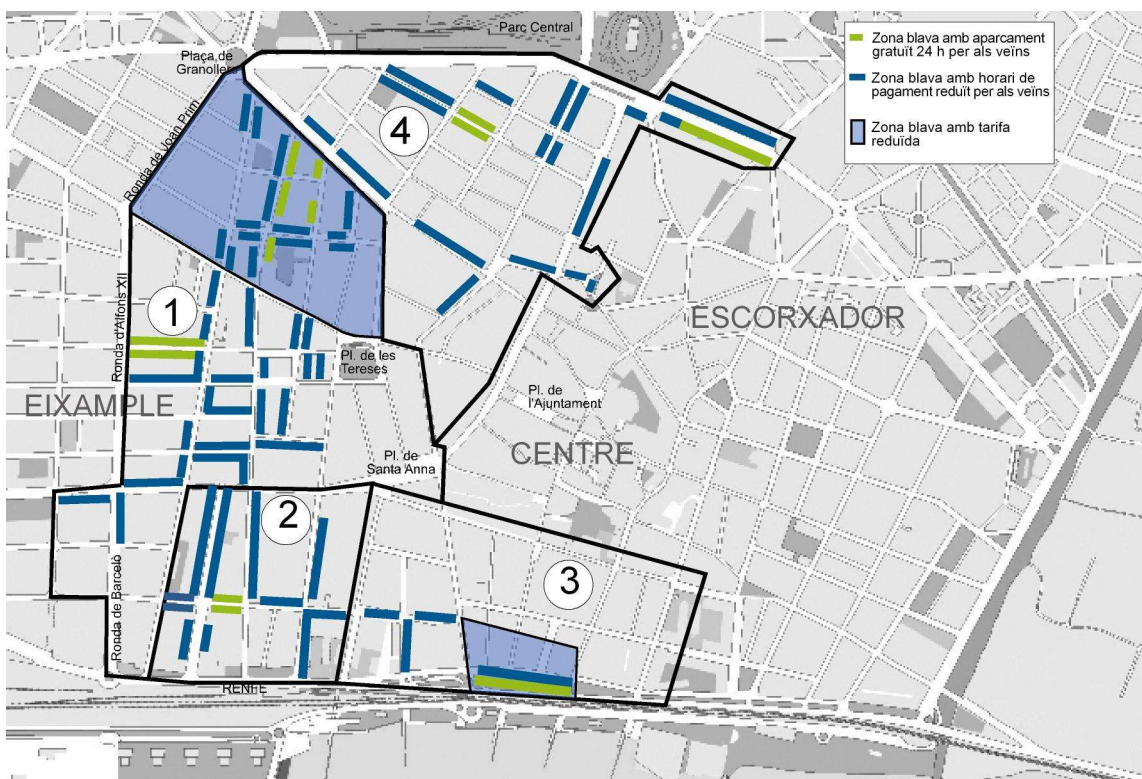 Parc Central
Plaça de
Granollers
Ronda de Joan Prim
4
Zona blava amb aparcament
gratuït 24 h per als veïns
Zona blava amb horari de
pagament reduït per als veïns
Zona blava amb tarifa
reduïda
Ronda d'Alfons XII
1
ESCORXADOR
Pl. de les
Tereses
EIXAMPLE
Pl. de
l'Ajuntament
CENTRE
Pl. de
Santa Anna
2
3
Ronda de Barceló
RENFE